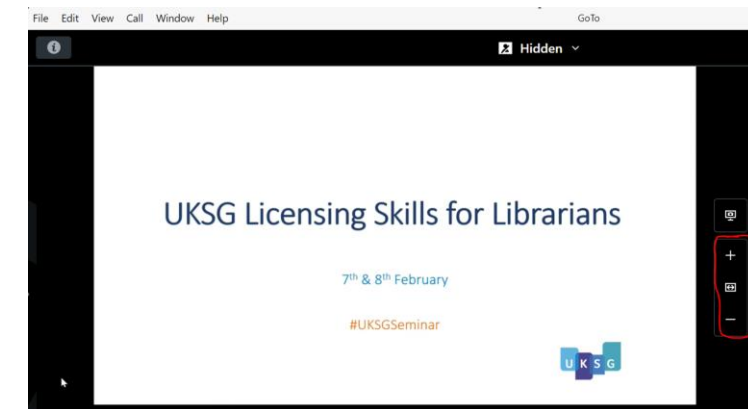 File Edit View Call Window Help GoTo
Hidden
UKSG Licensing Skills for Librarians
7th & 8th February
#UKSGSeminar
UKSG